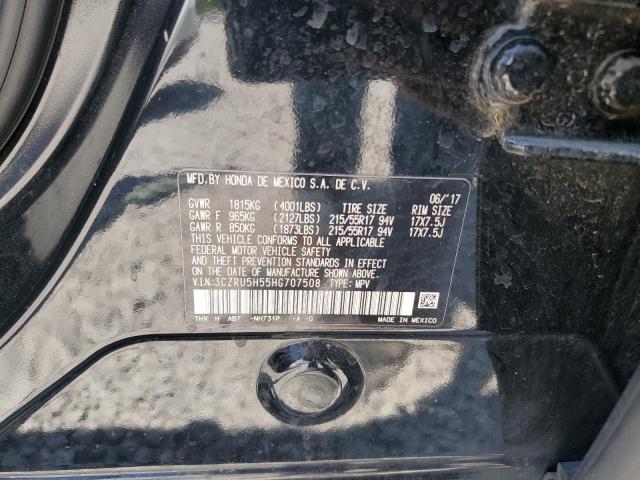 MFD.BY HONDA DE MEXICO S.A. DE C.V.
06/'17
GVWR 1815KG (4001LBS) TIRE SIZE RIM SIZE
GAWR F 965KG (2127LBS) 215/55R17 94V 17X7.5J
GAWR R 850KG (1873LBS) 215/55R17 94V 17X7.5J
THIS VEHICLE CONFORMS TO ALL APPLICABLE
FEDERAL MOTOR VEHICLE SAFETY
AND THEFT PREVENTION STANDARDS IN EFFECT
ON THE DATE OF MANUFACTURE SHOWN ABOVE.
V.I.N:3CZRU5H55HG707508 TYPE: MPV
THX H AB7 -NH731P -A -G MADE IN MEXICO